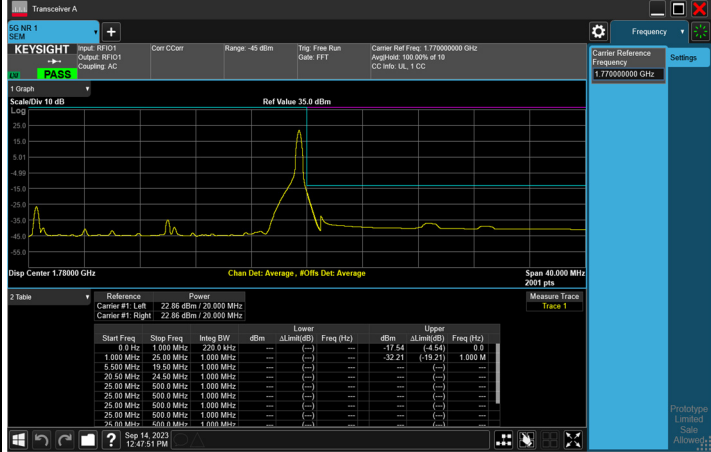 Transceiver A
5G NR 1
SEM
Frequency
KEYSIGHT
Input: RFIO1
Output: RFIO1
Coupling: AC
Corr CCorr
Range: -45 dBm
Trig: Free Run
Gate: FFT
Carrier Ref Freq: 1.770000000 GHz
Avg|Hold: 100.00% of 10
CC Info: UL, 1 CC
PASS
Carrier Reference
Frequency
1.770000000 GHz
Settings
1 Graph
Scale/Div 10 dB
Ref Value 35.0 dBm
Log
25.0
15.0
5.01
-4.99
-15.0
-25.0
-35.0
-45.0
-55.0
Disp Center 1.78000 GHz
Chan Det: Average , #Offs Det: Average
Span 40.000 MHz
2001 pts
2 Table
Reference Power
Carrier #1: Left 22.86 dBm / 20.000 MHz
Carrier #1: Right 22.86 dBm / 20.000 MHz
Measure Trace
Trace 1
Lower Upper
Start Freq Stop Freq Integ BW dBm ΔLimit(dB) Freq (Hz) dBm ΔLimit(dB) Freq (Hz)
0.0 Hz 1.000 MHz 220.0 kHz --- (---) --- -17.54 (-4.54) 0.0
1.000 MHz 25.00 MHz 1.000 MHz --- (---) --- -32.21 (-19.21) 1.000 M
5.500 MHz 19.50 MHz 1.000 MHz --- (---) --- --- (---) ---
20.50 MHz 24.50 MHz 1.000 MHz --- (---) --- --- (---) ---
25.00 MHz 500.0 MHz 1.000 MHz --- (---) --- --- (---) ---
25.00 MHz 500.0 MHz 1.000 MHz --- (---) --- --- (---) ---
25.00 MHz 500.0 MHz 1.000 MHz --- (---) --- --- (---) ---
25.00 MHz 500.0 MHz 1.000 MHz --- (---) --- --- (---) ---
Sep 14, 2023
12:47:51 PM
Prototype
Limited
Sale
Allowed